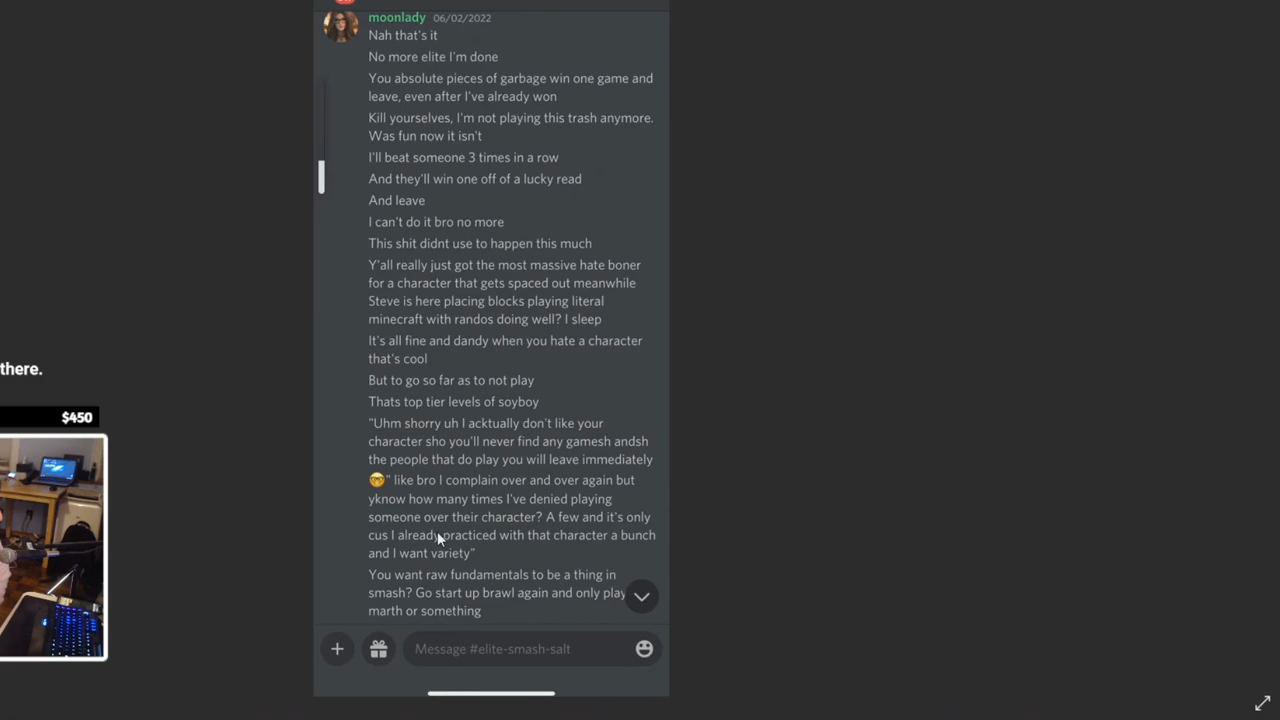 moonlady 06/02/2022
Nah that's it
No more elite I'm done
You absolute pieces of garbage win one game and
leave, even after I've already won
Kill yourselves, I'm not playing this trash anymore.
Was fun now it isn't
I'll beat someone 3 times in a row
And they'll win one off of a lucky read
And leave
I can't do it bro no more
This shit didnt use to happen this much
Y'all really just got the most massive hate boner
for a character that gets spaced out meanwhile
Steve is here placing blocks playing literal
minecraft with randos doing well? I sleep
It's all fine and dandy when you hate a character
that's cool
But to go so far as to not play
Thats top tier levels of soyboy
"Uhm shorry uh I acktually don't like your
character sho you'll never find any gamesh andsh
the people that do play you will leave immediately
🤓" like bro I complain over and over again but
yknow how many times I've denied playing
someone over their character? A few and it's only
cus I already practiced with that character a bunch
and I want variety"
You want raw fundamentals to be a thing in
smash? Go start up brawl again and only play
marth or something
there.
$450
Message #elite-smash-salt